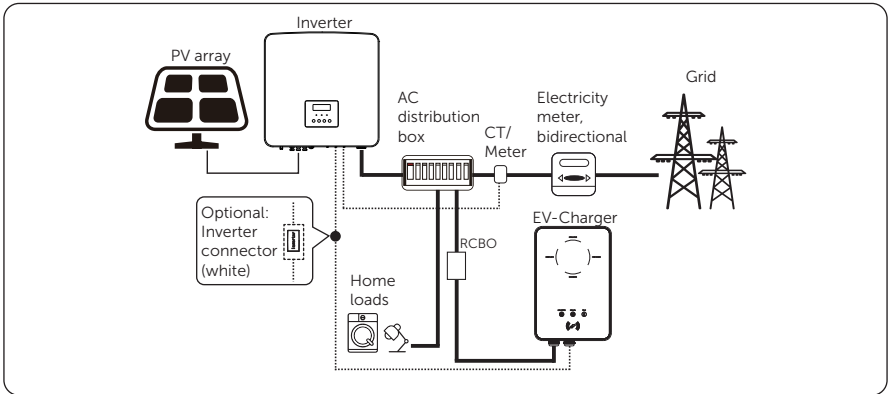 Inverter
PV array
Grid
AC
distribution
box
Electricity
meter,
bidirectional
CT/
Meter
Optional:
Inverter
connector
(white)
EV-Charger
RCBO
Home
loads